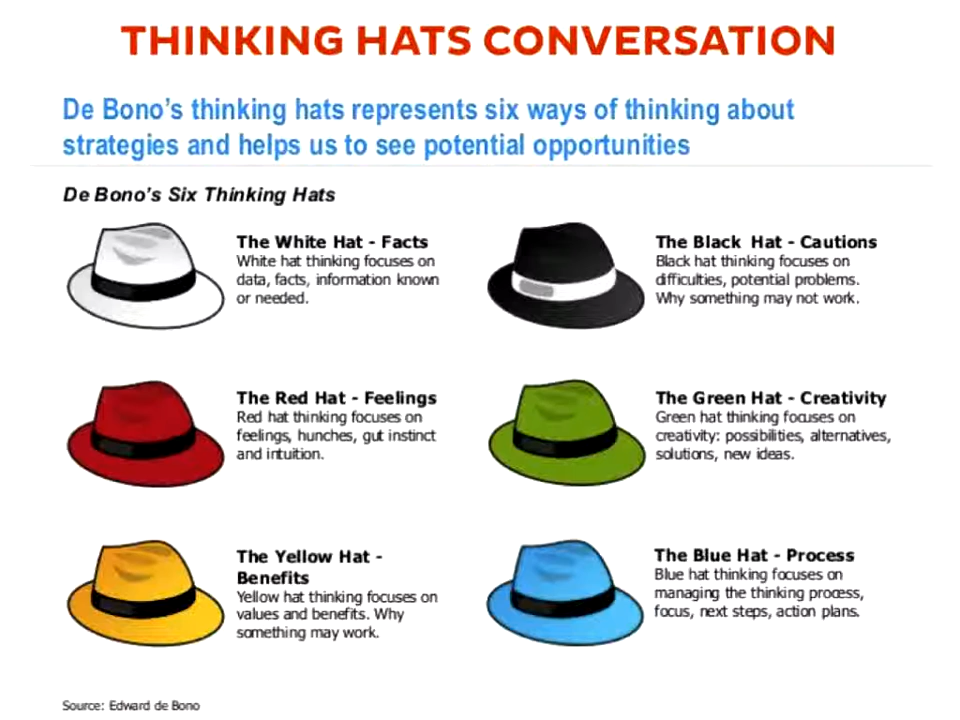 THINKING HATS CONVERSATION
De Bono's thinking hats represents six ways of thinking about
strategies and helps us to see potential opportunities
De Bono's Six Thinking Hats
The White Hat - Facts
White hat thinking focuses on
data, facts, information known
or needed.
The Black Hat - Cautions
Black hat thinking focuses on
difficulties, potential problems.
Why something may not work.
The Red Hat - Feelings
Red hat thinking focuses on
feelings, hunches, gut instinct
and intuition.
The Green Hat - Creativity
Green hat thinking focuses on
creativity: possibilities, alternatives,
solutions, new ideas.
The Yellow Hat -
Benefits
Yellow hat thinking focuses on
values and benefits. Why
something may work.
The Blue Hat - Process
Blue hat thinking focuses on
managing the thinking process,
focus, next steps, action plans.
Source: Edward de Bono